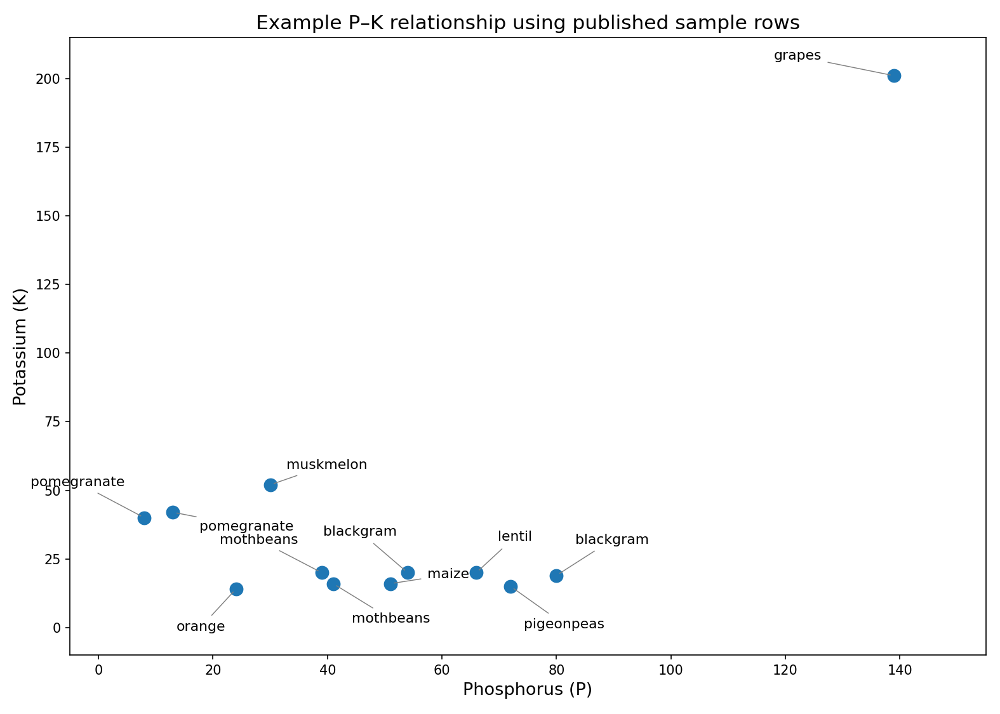 Example P–K relationship using published sample rows
grapes
200
175
150
125
Potassium (K)
100
75
muskmelon
pomegranate
50
pomegranate
blackgram
lentil
mothbeans
blackgram
25
maize
mothbeans
pigeonpeas
orange
0
0 20 40 60 80 100 120 140
Phosphorus (P)